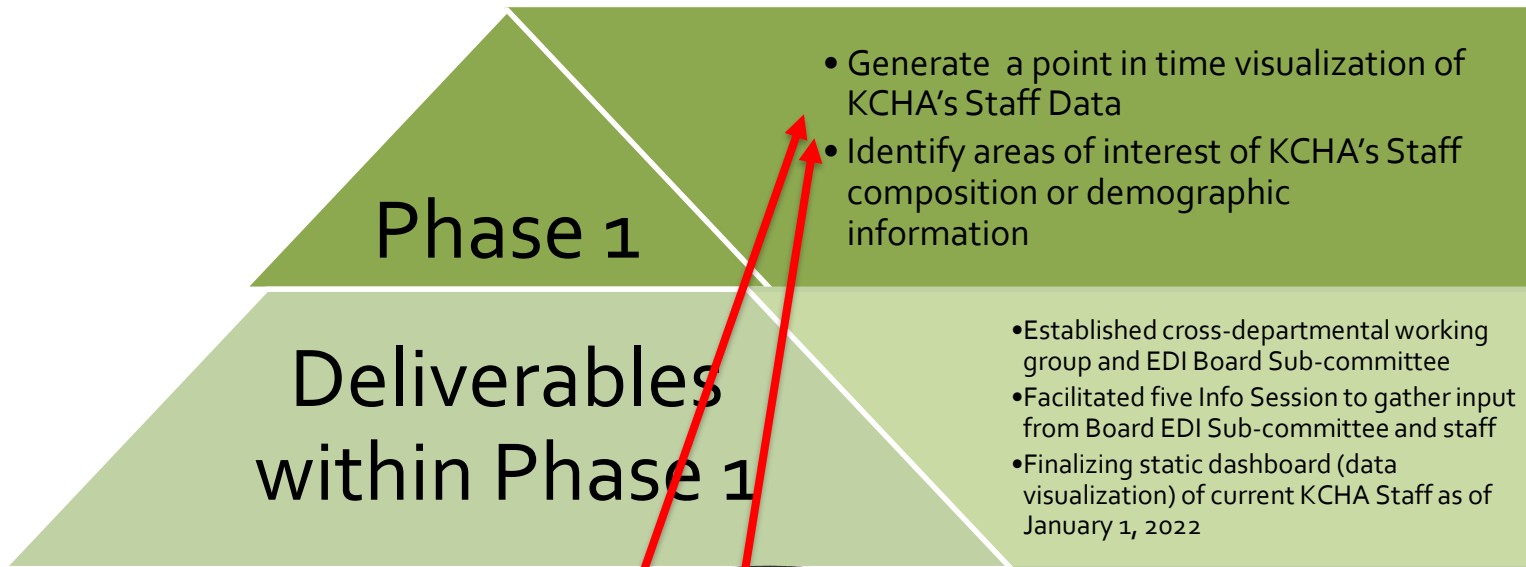 Phase 1
• Generate a point in time visualization of
KCHA's Staff Data
• Identify areas of interest of KCHA's Staff
composition or demographic
information
Deliverables
within Phase 1
•Established cross-departmental working
group and EDI Board Sub-committee
•Facilitated five Info Session to gather input
from Board EDI Sub-committee and staff
•Finalizing static dashboard (data
visualization) of current KCHA Staff as of
January 1, 2022